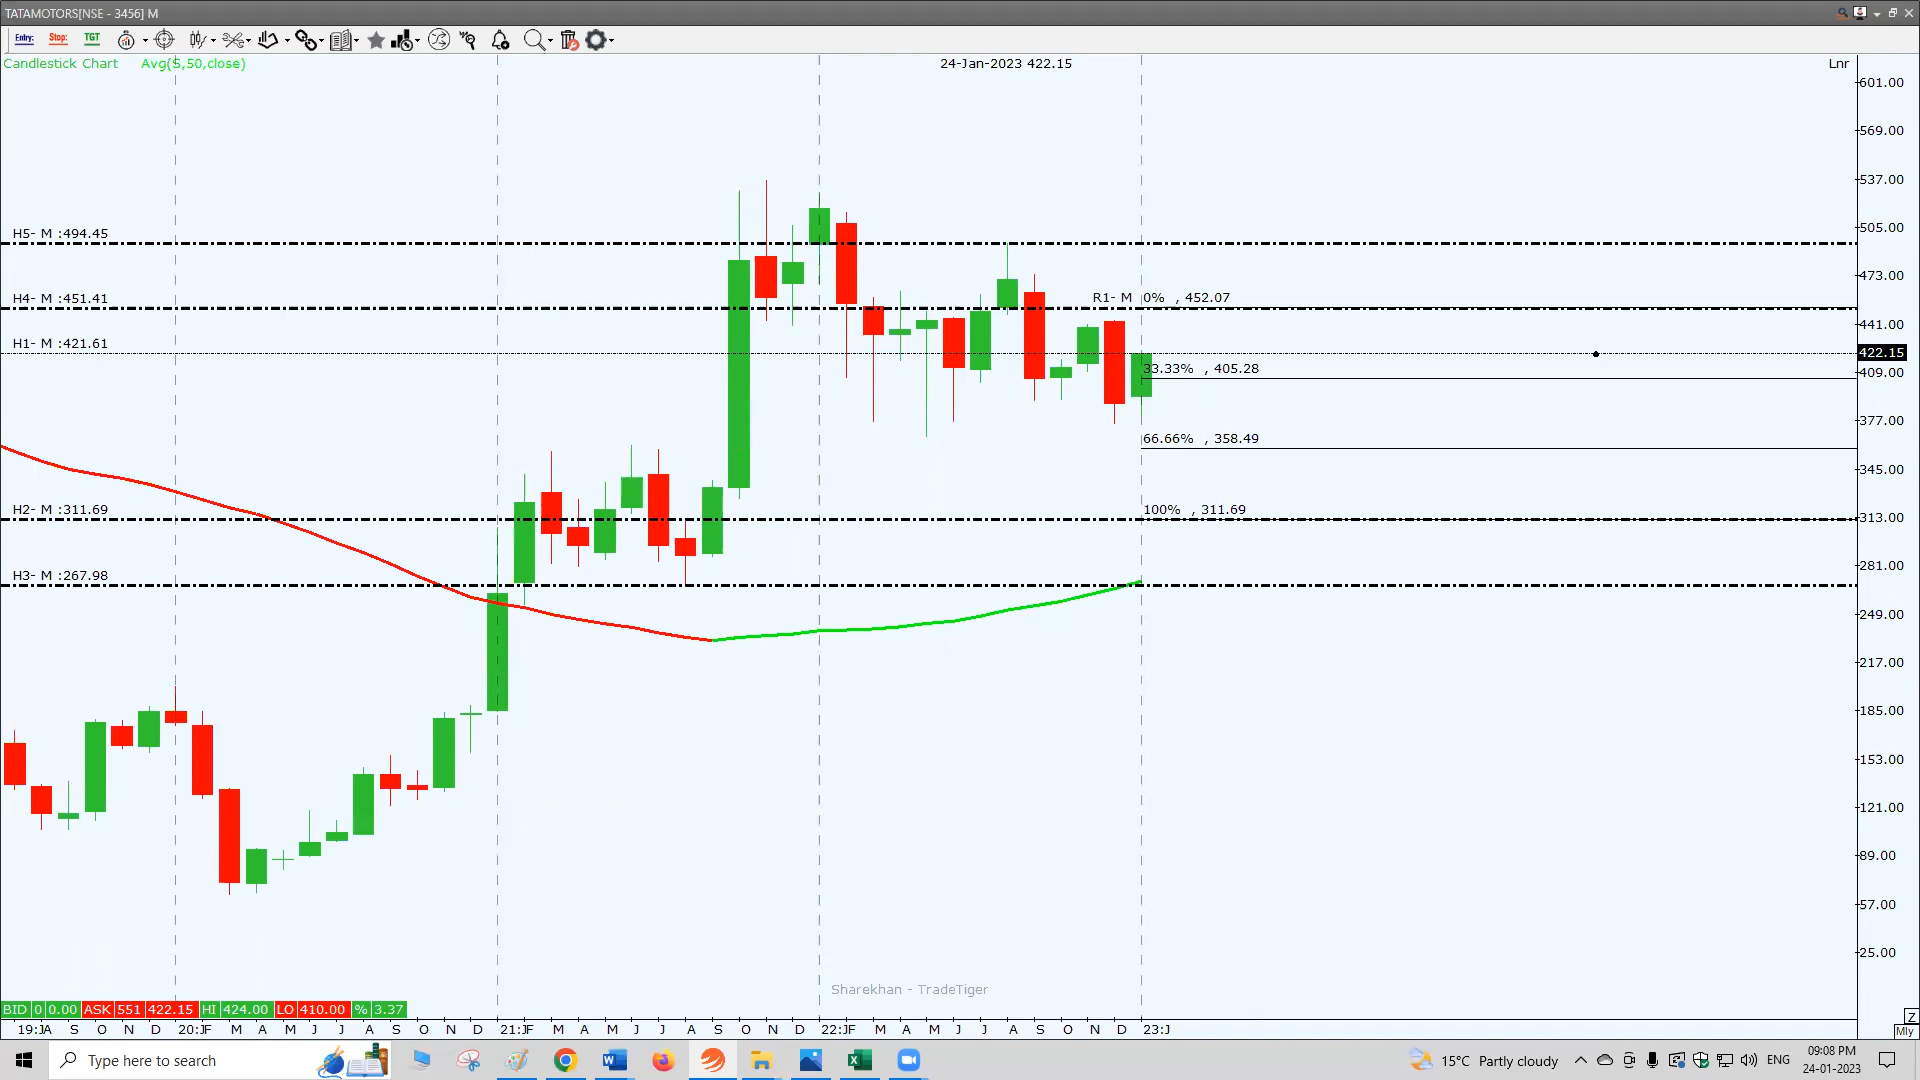 TATAMOTORS[NSE - 3456] M
Entry: Stop: TGT
Candlestick Chart Avg(S,50,close) 24-Jan-2023 422.15 Lnr
601.00
569.00
537.00
505.00
H5- M :494.45
473.00
H4- M :451.41 R1- M 0% , 452.07
441.00
H1- M :421.61 422.15
33.33% , 405.28 409.00
377.00
66.66% , 358.49
345.00
H2- M :311.69 100% , 311.69
313.00
H3- M :267.98 281.00
249.00
217.00
185.00
153.00
121.00
89.00
57.00
25.00
Sharekhan - TradeTiger
BID 0 0.00 ASK 551 422.15 HI 424.00 LO 410.00 % 3.37
Z
19:JA S O N D 20:JF M A M J J A S O N D 21:JF M A M J J A S O N D 22:JF M A M J J A S O N D 23:J Mly
Type here to search
15°C Partly cloudy ENG 09:08 PM
24-01-2023